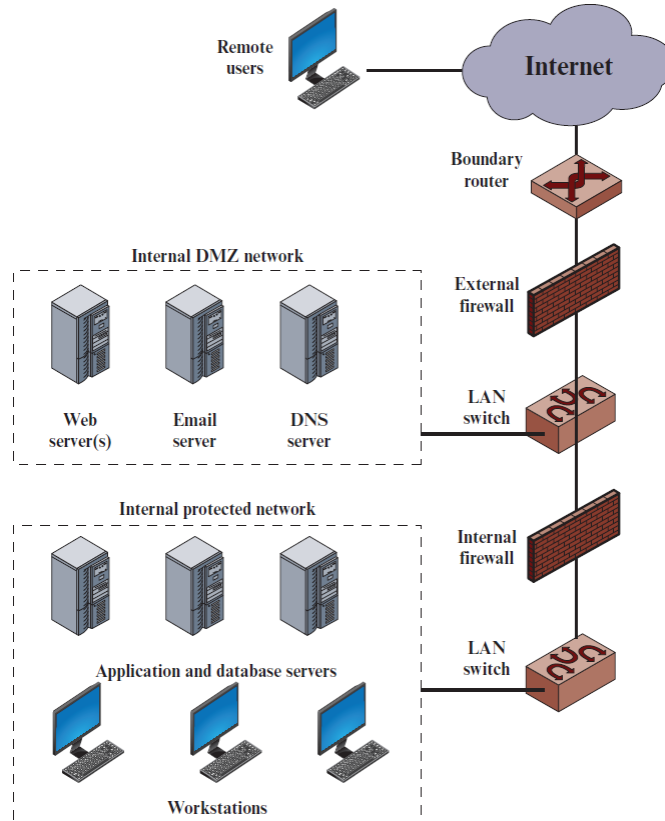 Remote
users
Internet
Boundary
router
Internal DMZ network
External
firewall
Web
server(s)
Email
server
DNS
server
LAN
switch
Internal protected network
Internal
firewall
Application and database servers
LAN
switch
Workstations